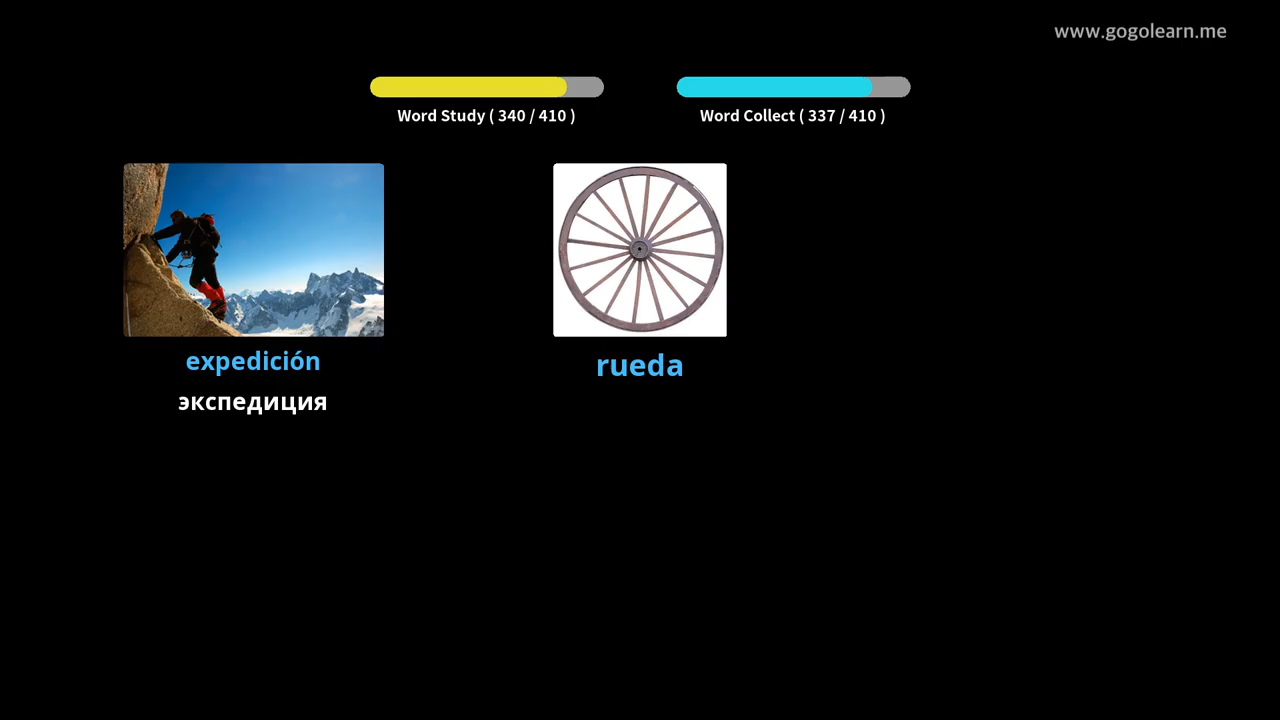 www.gogolearn.me
Word Study ( 340 / 410 )
Word Collect ( 337 / 410 )
expedición
экспедиция
rueda